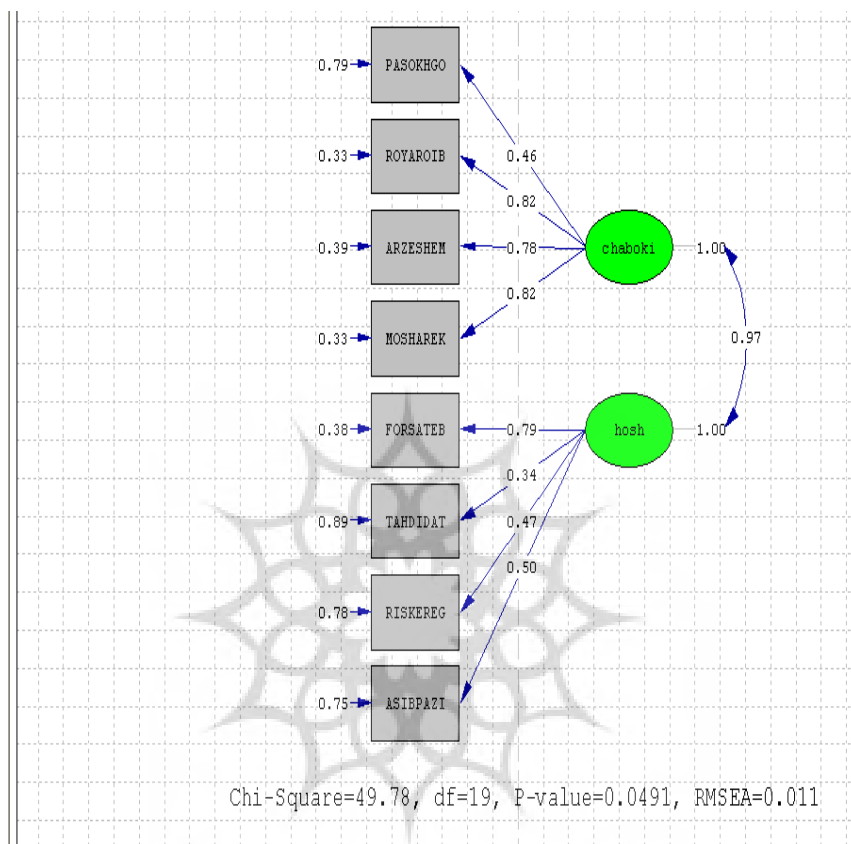 0.79 PASOKHGO
0.46
0.33 ROYAROIB
0.82
0.39 ARZESHEM 0.78 chaboki 1.00
0.82
0.33 MOSHAREK 0.97
0.38 FORSATEB 0.79 hosh 1.00
0.34
0.89 TAHDIDAT 0.47
0.50
0.78 RISKEREG
0.75 ASIBPAZI
Chi-Square=49.78, df=19, P-value=0.0491, RMSEA=0.011